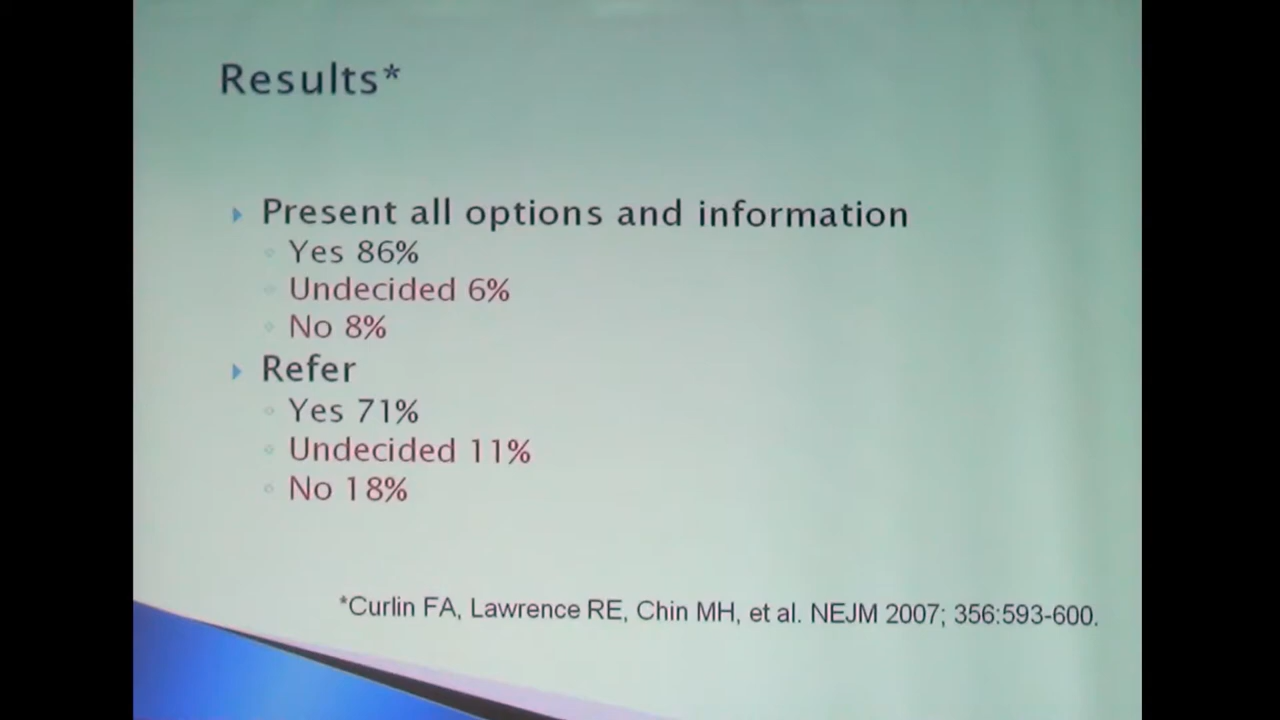 Results*
Present all options and information
Yes 86%
Undecided 6%
No 8%
Refer
Yes 71%
Undecided 11%
No 18%
*Curlin FA, Lawrence RE, Chin MH, et al. NEJM 2007; 356:593-600.